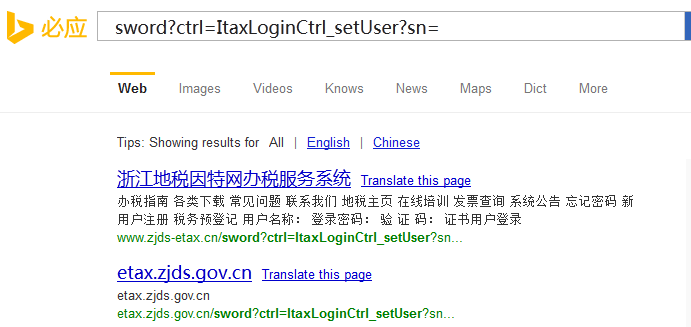 必应 sword?ctrl=ItaxLoginCtrl_setUser?sn=
Web Images Videos Knows News Maps Dict More
Tips: Showing results for All | English | Chinese
浙江地税因特网办税服务系统 Translate this page
办税指南 各类下载 常见问题 联系我们 地税主页 在线培训 发票查询 系统公告 忘记密码 新
用户注册 税务预登记 用户名称： 登录密码： 验 证 码： 证书用户登录
www.zjds-etax.cn/sword?ctrl=ItaxLoginCtrl_setUser?sn...
etax.zjds.gov.cn Translate this page
etax.zjds.gov.cn
etax.zjds.gov.cn/sword?ctrl=ItaxLoginCtrl_setUser?sn...